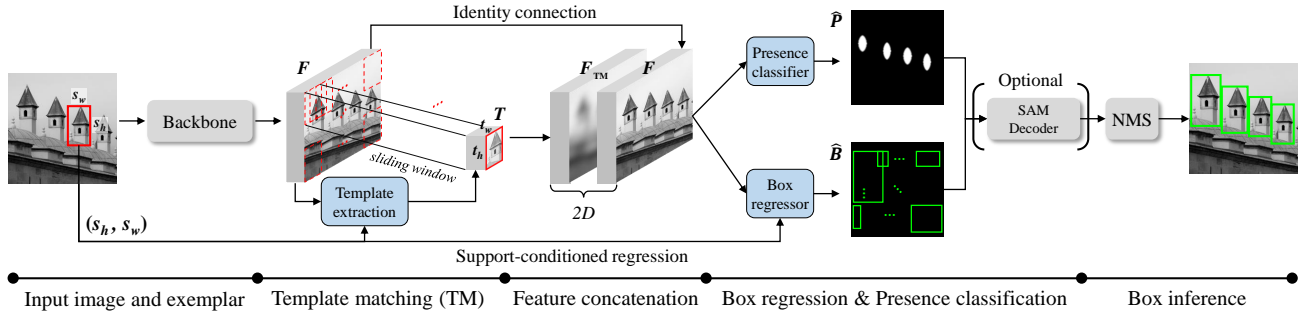 Identity connection
F
F_TM
F
P̂
Presence
classifier
Optional
s_w
s_h
Backbone
t_w
T
t_h
SAM
Decoder
NMS
sliding window
Template
extraction
2D
B̂
Box
regressor
(s_h, s_w)
Support-conditioned regression
Input image and exemplar
Template matching (TM)
Feature concatenation
Box regression & Presence classification
Box inference